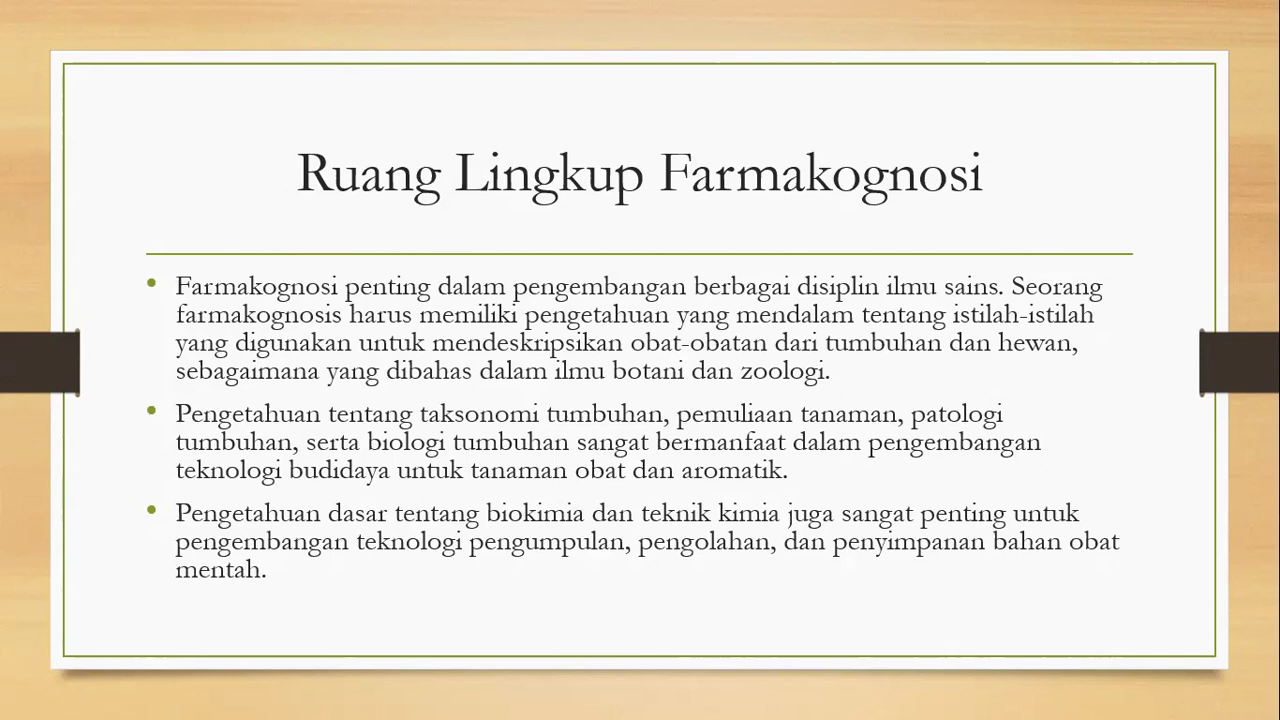 Ruang Lingkup Farmakognosi
• Farmakognosi penting dalam pengembangan berbagai disiplin ilmu sains. Seorang
farmakognosis harus memiliki pengetahuan yang mendalam tentang istilah-istilah
yang digunakan untuk mendeskripsikan obat-obatan dari tumbuhan dan hewan,
sebagaimana yang dibahas dalam ilmu botani dan zoologi.
• Pengetahuan tentang taksonomi tumbuhan, pemuliaan tanaman, patologi
tumbuhan, serta biologi tumbuhan sangat bermanfaat dalam pengembangan
teknologi budidaya untuk tanaman obat dan aromatik.
• Pengetahuan dasar tentang biokimia dan teknik kimia juga sangat penting untuk
pengembangan teknologi pengumpulan, pengolahan, dan penyimpanan bahan obat
mentah.